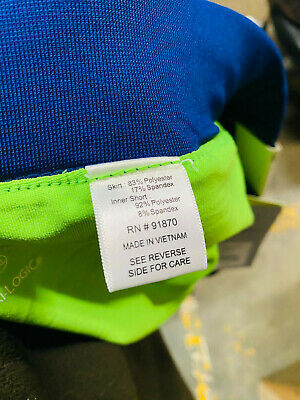 Skirt 83% Polyester
17% Spandex
Inner Short
92% Polyester
8% Spandex
RN # 91870
MADE IN VIETNAM
SEE REVERSE
SIDE FOR CARE
-LOGIC®